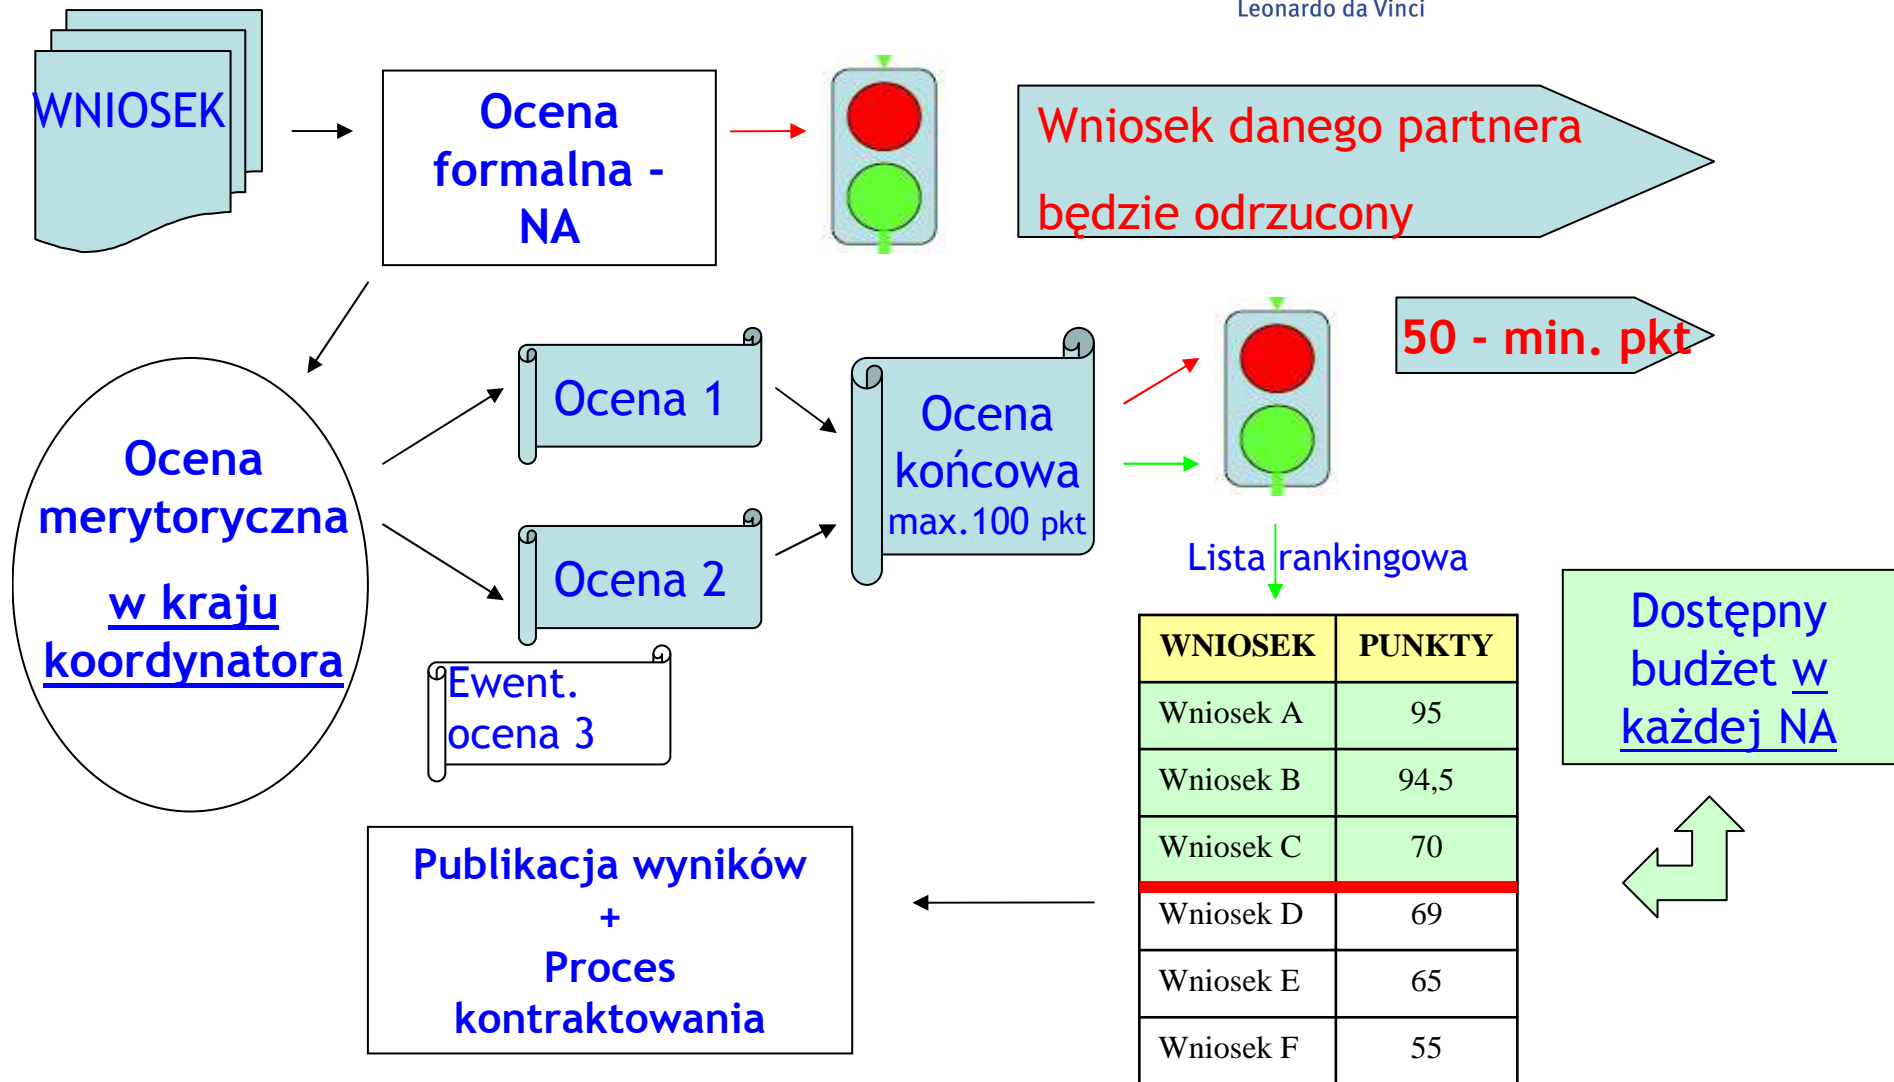 Leonardo da Vinci
WNIOSEK
Ocena
formalna -
NA
Wniosek danego partnera
będzie odrzucony
50 - min. pkt
Ocena
merytoryczna
w kraju
koordynatora
Ocena 1
Ocena 2
Ewent.
ocena 3
Ocena
końcowa
max.100 pkt
Lista rankingowa
WNIOSEK PUNKTY
Wniosek A 95
Wniosek B 94,5
Wniosek C 70
Wniosek D 69
Wniosek E 65
Wniosek F 55
Dostępny
budżet w
każdej NA
Publikacja wyników
+
Proces
kontraktowania